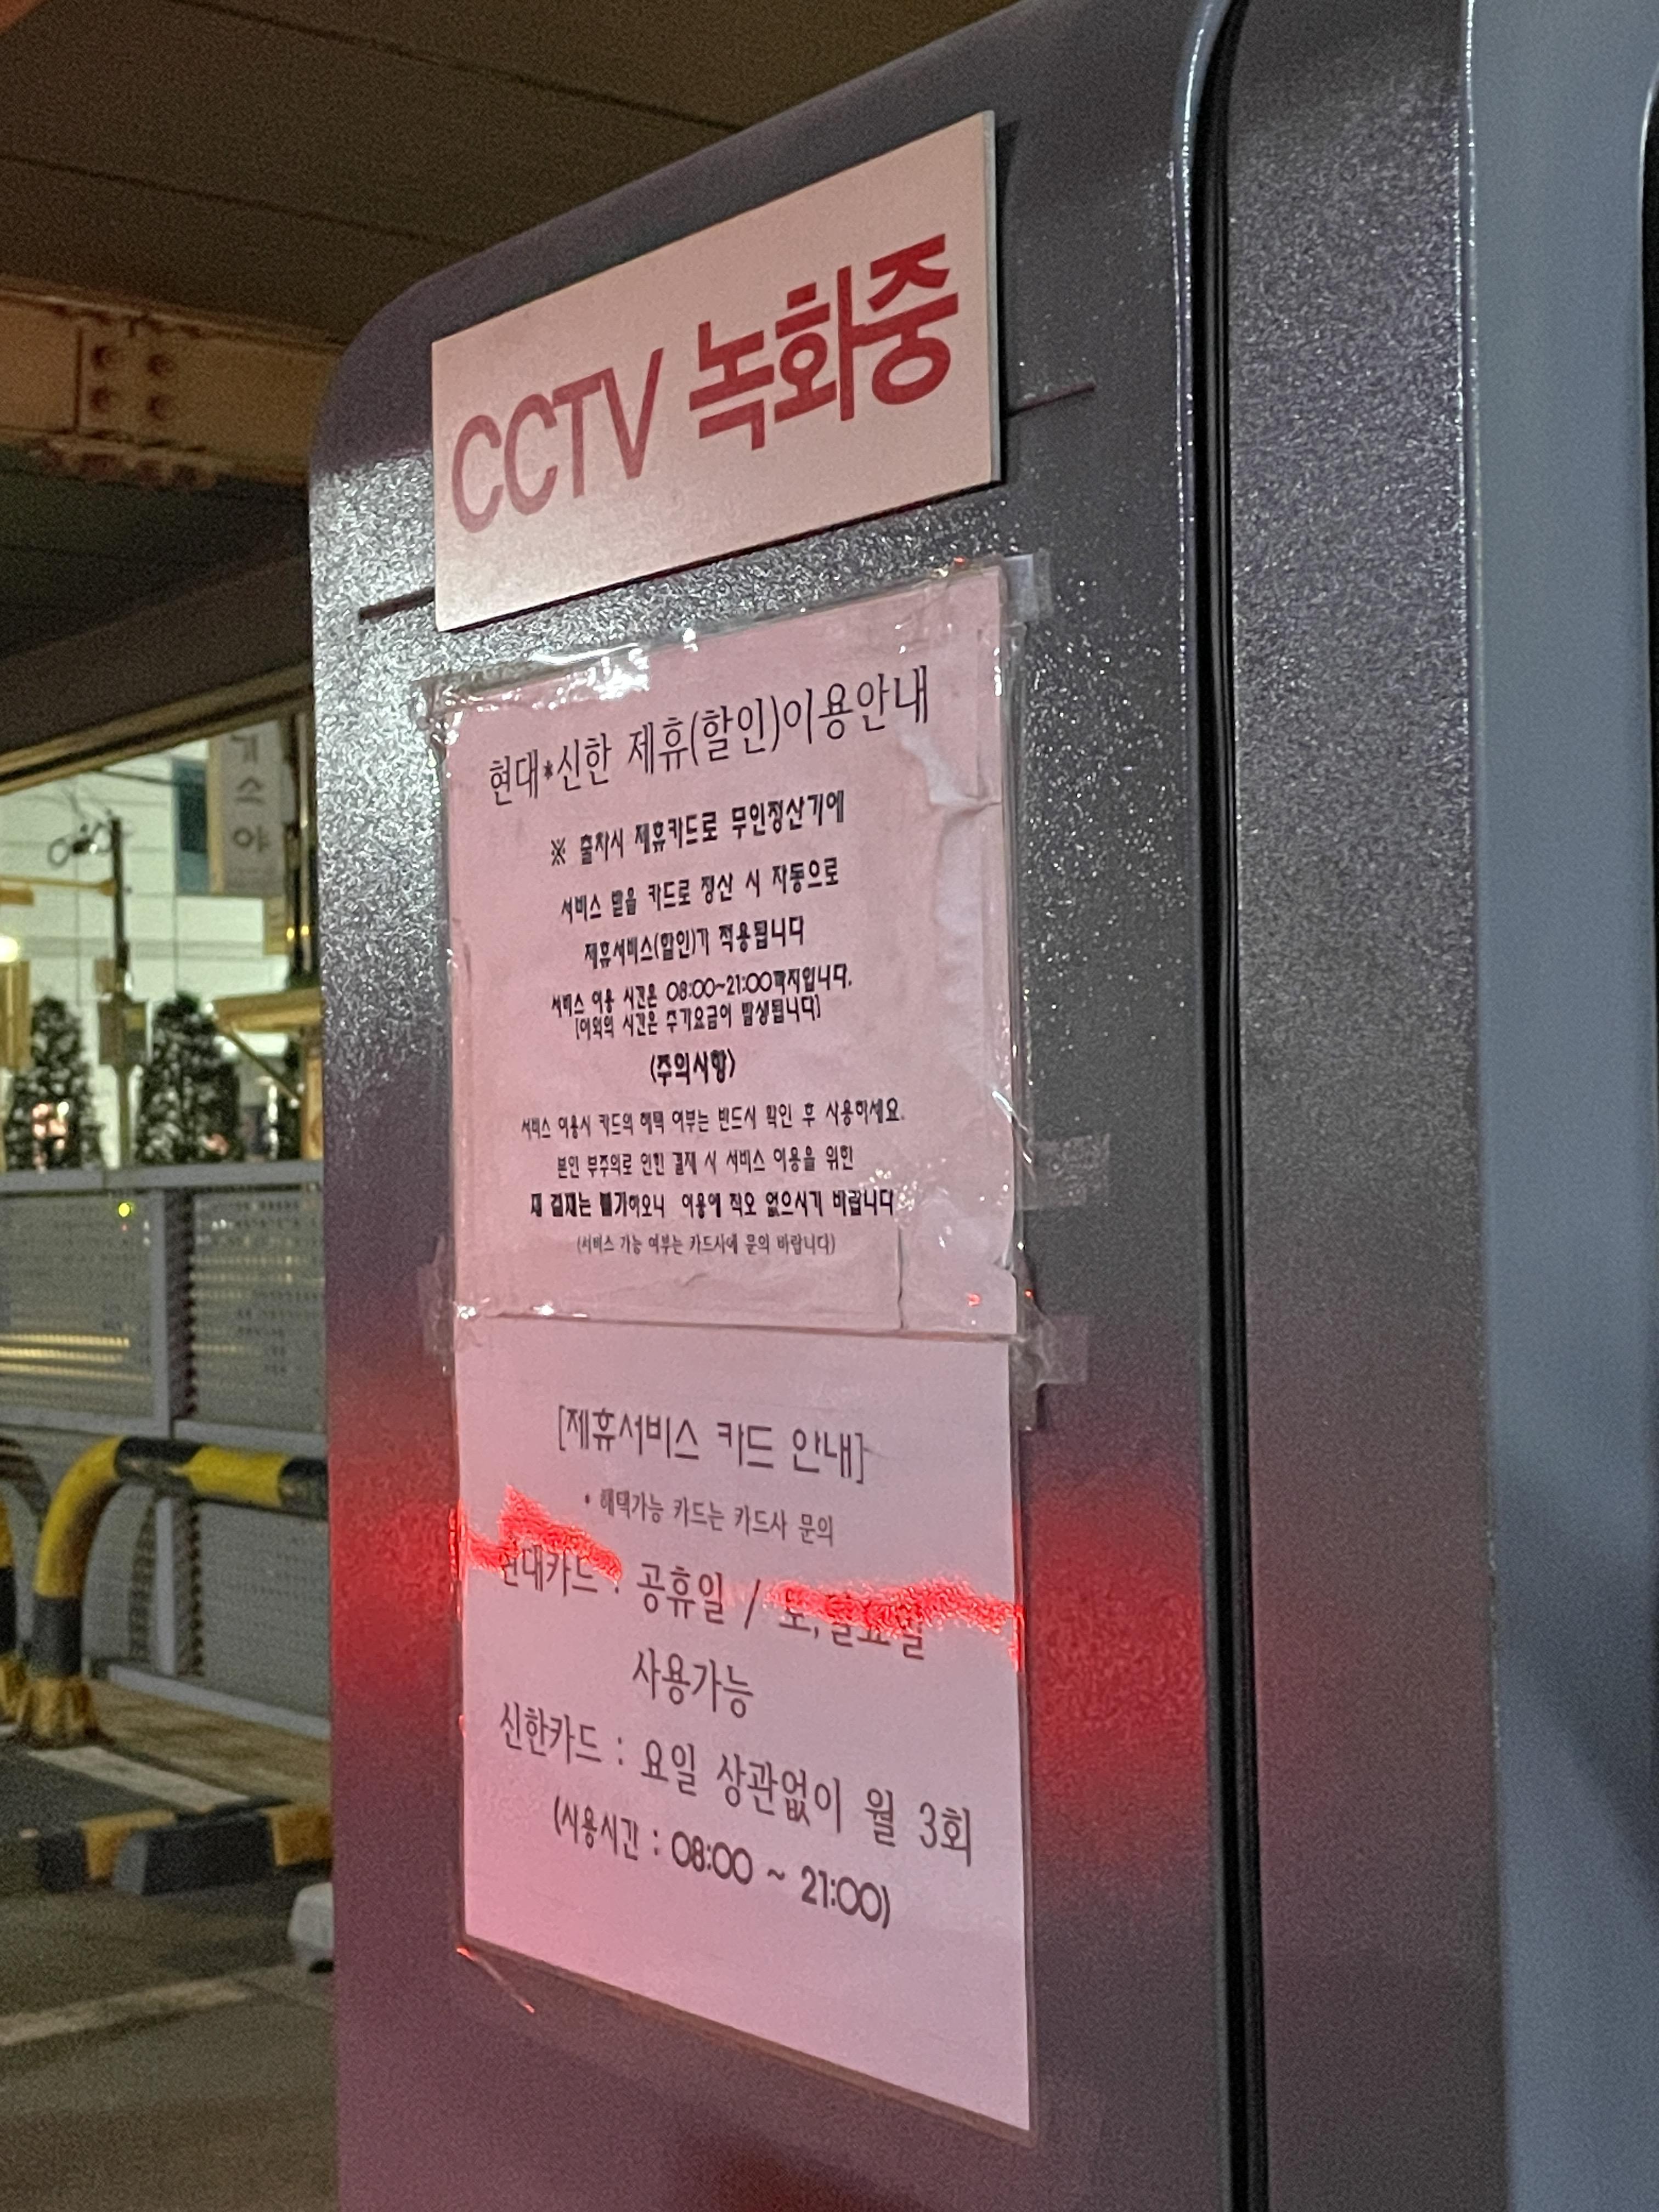 CCTV 녹화중
현대*신한 제휴(할인)이용안내
※ 출차시 제휴카드로 무인정산기에
서비스 받을 카드로 정산 시 자동으로
제휴서비스(할인)가 적용됩니다
서비스 이용 시간은 08:00~21:00까지입니다.
[이외의 시간은 추가요금이 발생됩니다]
(주의사항)
서비스 이용시 카드의 혜택 여부는 반드시 확인 후 사용하세요.
본인 부주의로 인한 결제 시 서비스 이용을 위한
재 결제는 불가하오니 이용에 착오 없으시기 바랍니다
(서비스 가능 여부는 카드사에 문의 바랍니다)
[제휴서비스 카드 안내]
• 혜택가능 카드는 카드사 문의
현대카드 : 공휴일 / 토,일요일
사용가능
신한카드 : 요일 상관없이 월 3회
(사용시간 : 08:00 ~ 21:00)